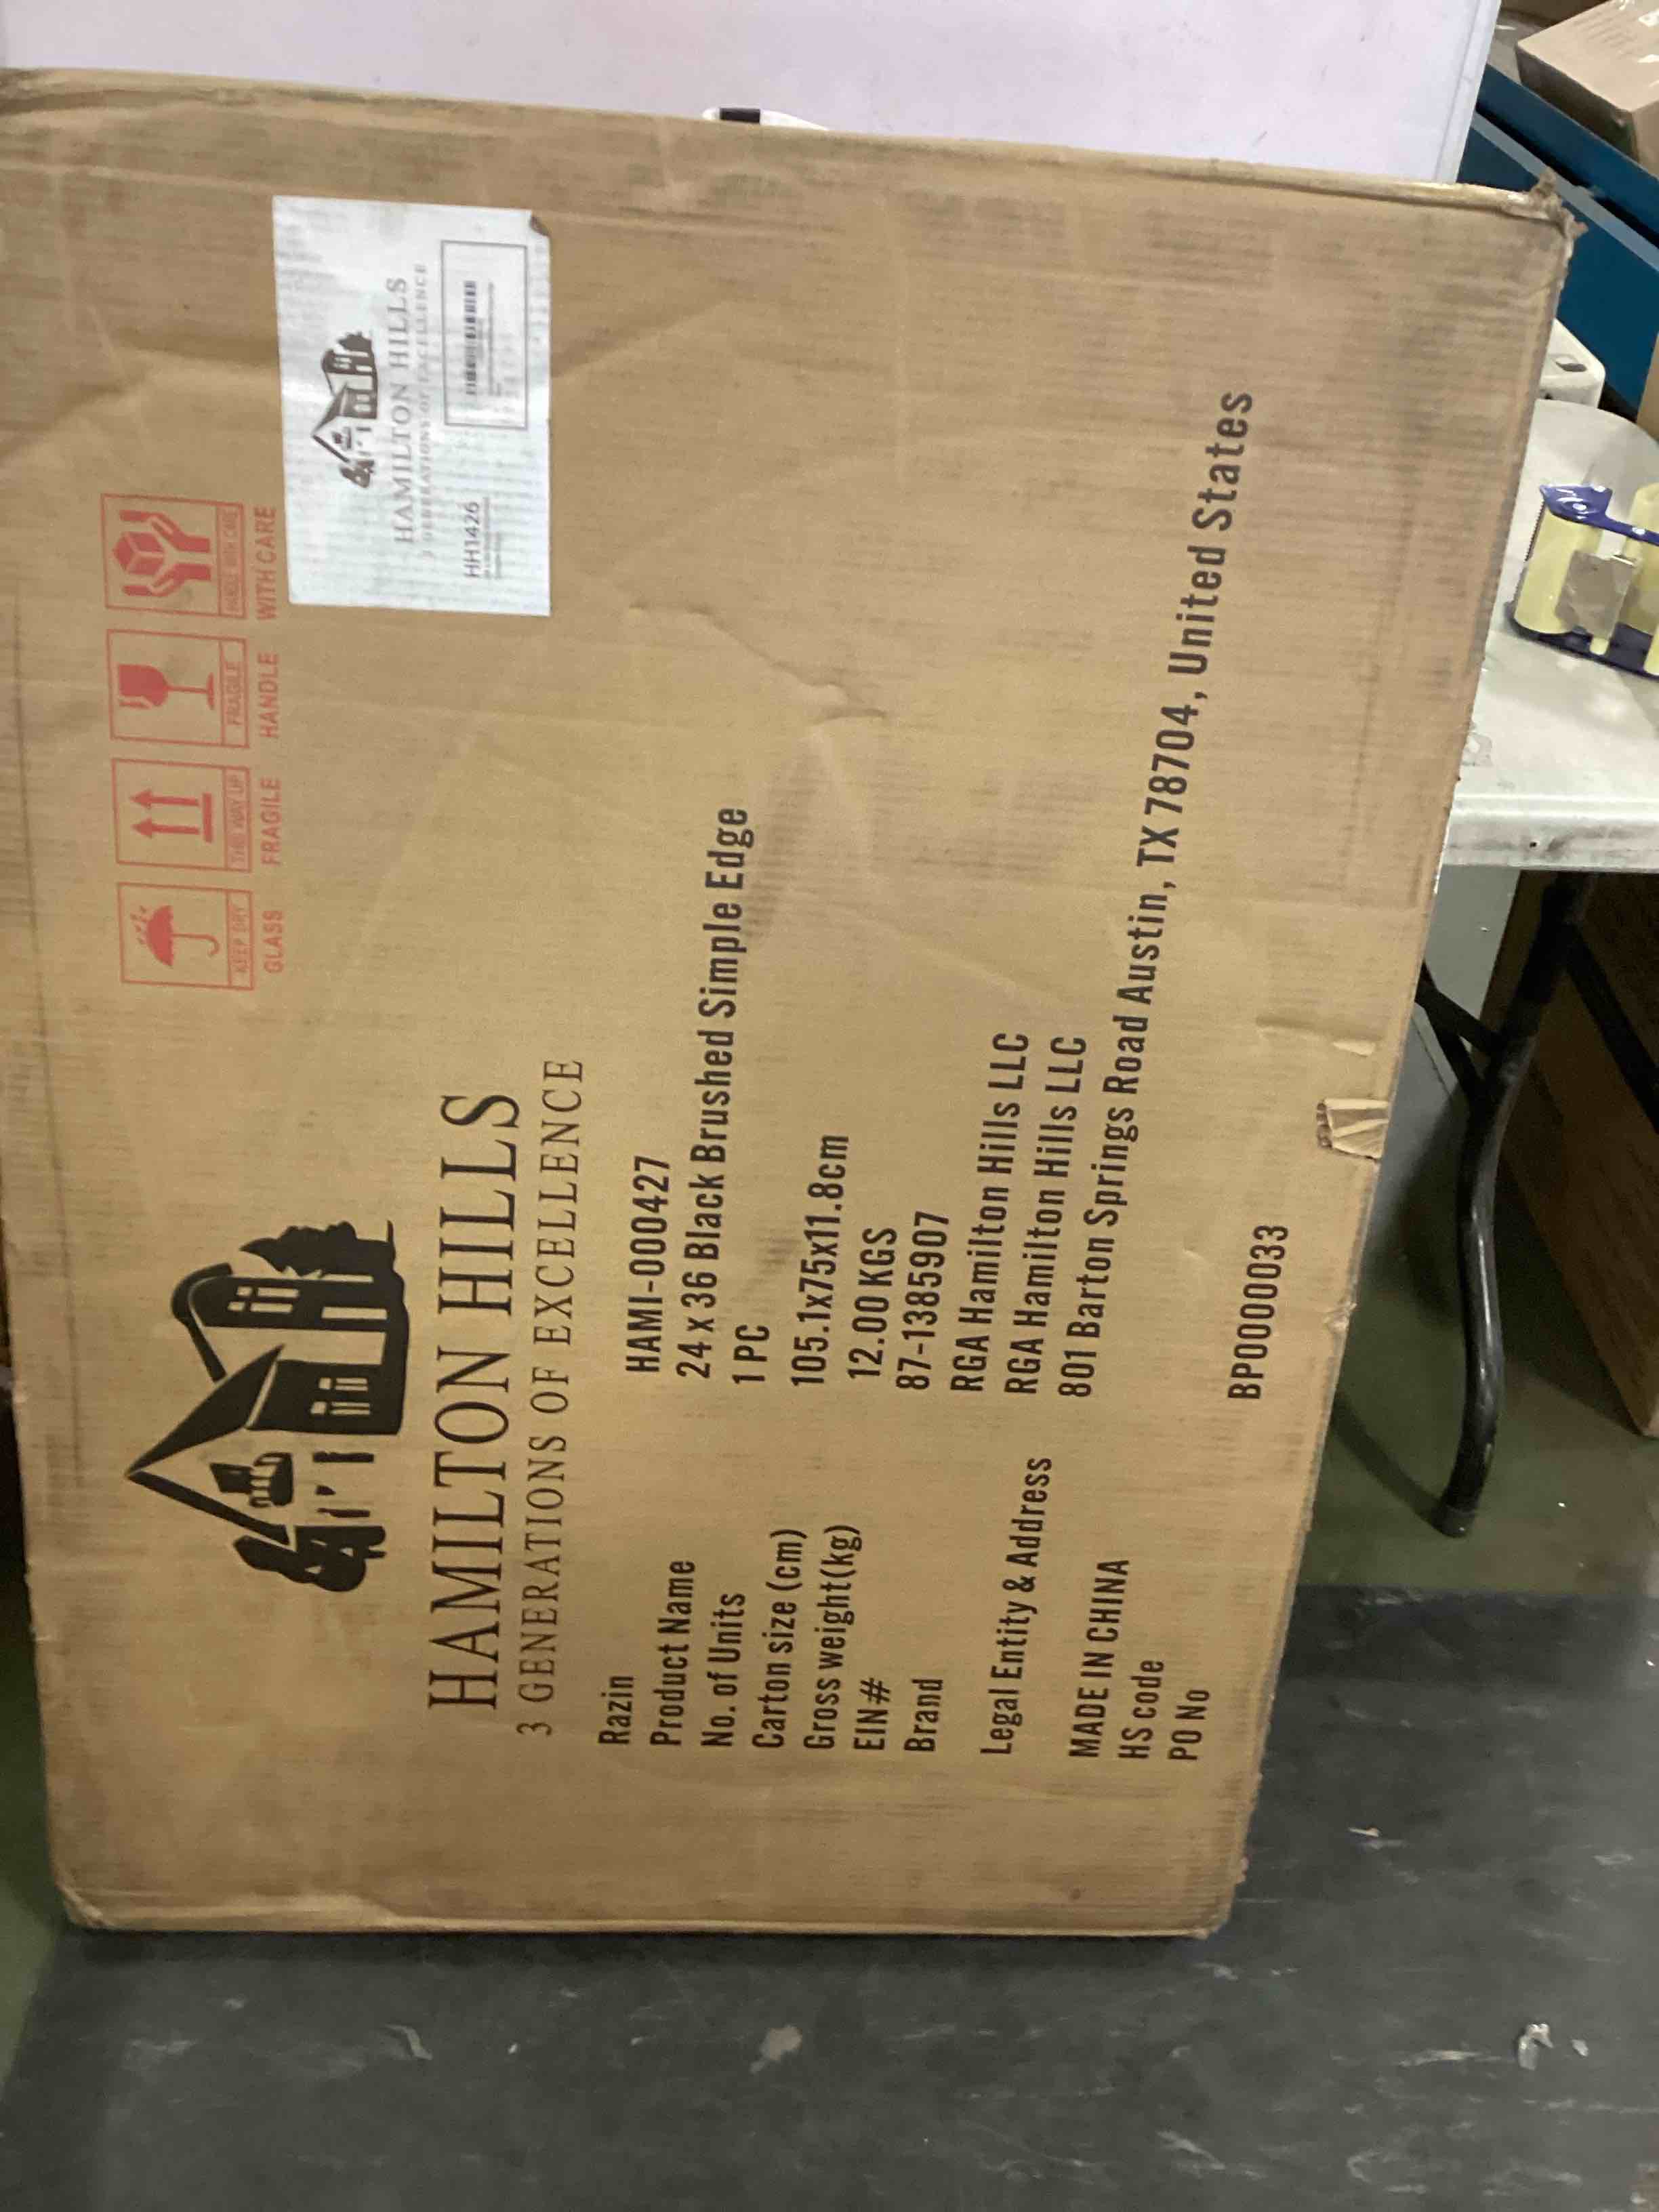 KEEP DRY
THIS WAY UP
FRAGILE
HANDLE WITH CARE
GLASS FRAGILE HANDLE WITH CARE
HAMILTON HILLS
3 GENERATIONS OF EXCELLENCE
HH1426
HAMILTON HILLS
3 GENERATIONS OF EXCELLENCE
Razin HAMI-000427
Product Name 24 x 36 Black Brushed Simple Edge
No. of Units 1 PC
Carton size (cm) 105.1x75x11.8cm
Gross weight(kg) 12.00 KGS
EIN# 87-1385907
Brand RGA Hamilton Hills LLC
RGA Hamilton Hills LLC
Legal Entity & Address 801 Barton Springs Road Austin, TX 78704, United States
MADE IN CHINA
HS code
PO No BP0000033